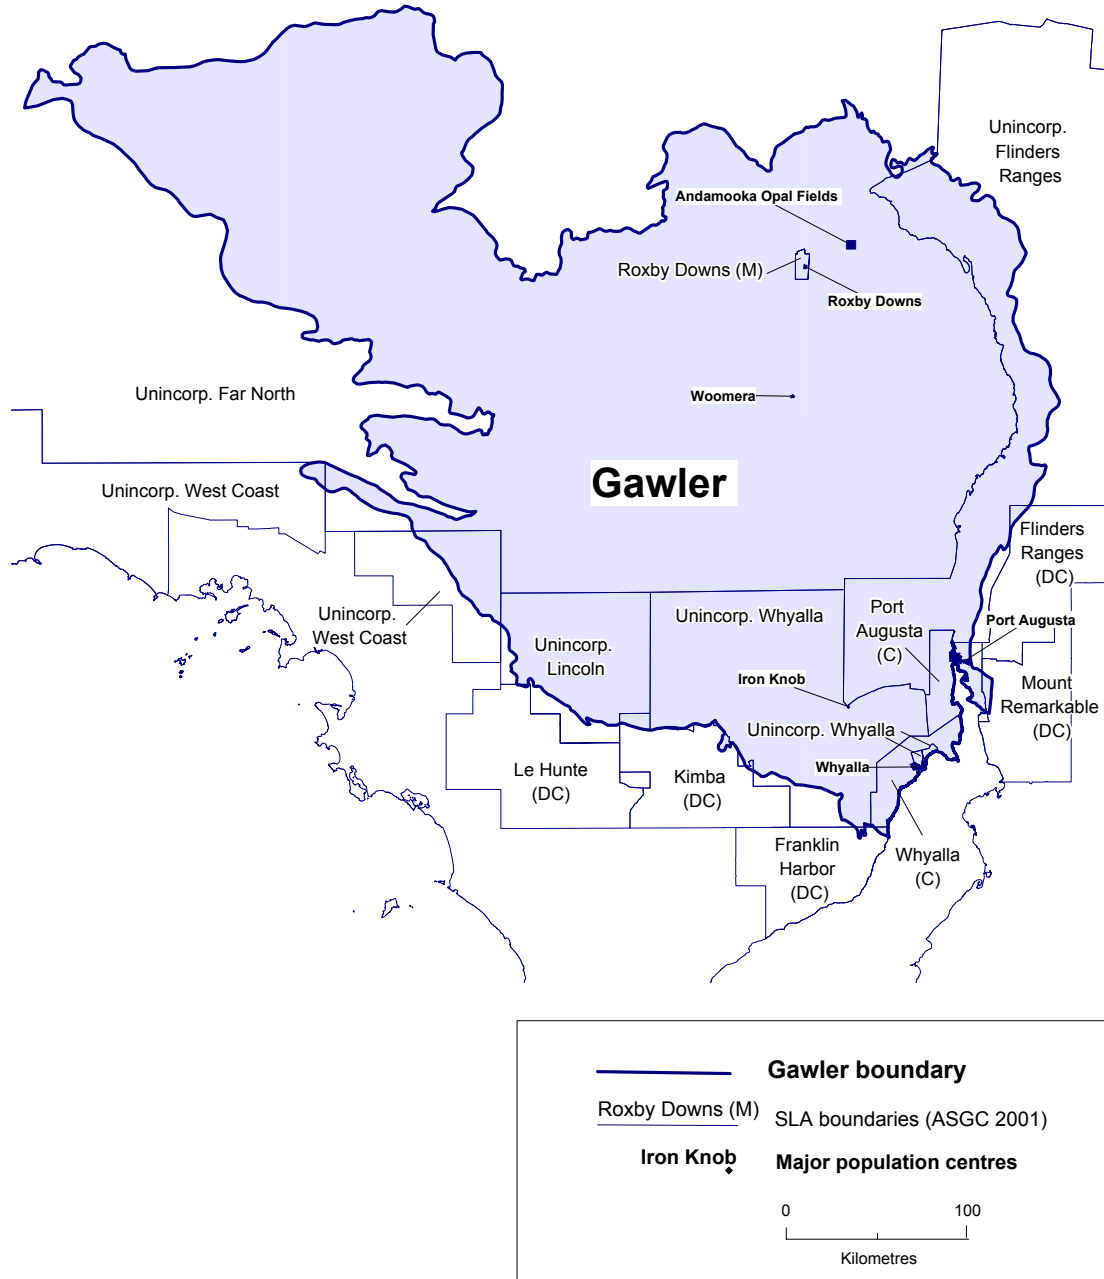 Unincorp.
Flinders
Ranges
Andamooka Opal Fields
Roxby Downs (M)
Roxby Downs
Unincorp. Far North
Woomera
Gawler
Unincorp. West Coast
Flinders
Ranges
(DC)
Unincorp.
West Coast
Unincorp. Whyalla
Port
Augusta
(C)
Port Augusta
Unincorp.
Lincoln
Iron Knob
Mount
Remarkable
(DC)
Unincorp. Whyalla
Whyalla
Le Hunte
(DC)
Kimba
(DC)
Franklin
Harbor
(DC)
Whyalla
(C)
Gawler boundary
Roxby Downs (M)
SLA boundaries (ASGC 2001)
Iron Knob
Major population centres
0 100
Kilometres